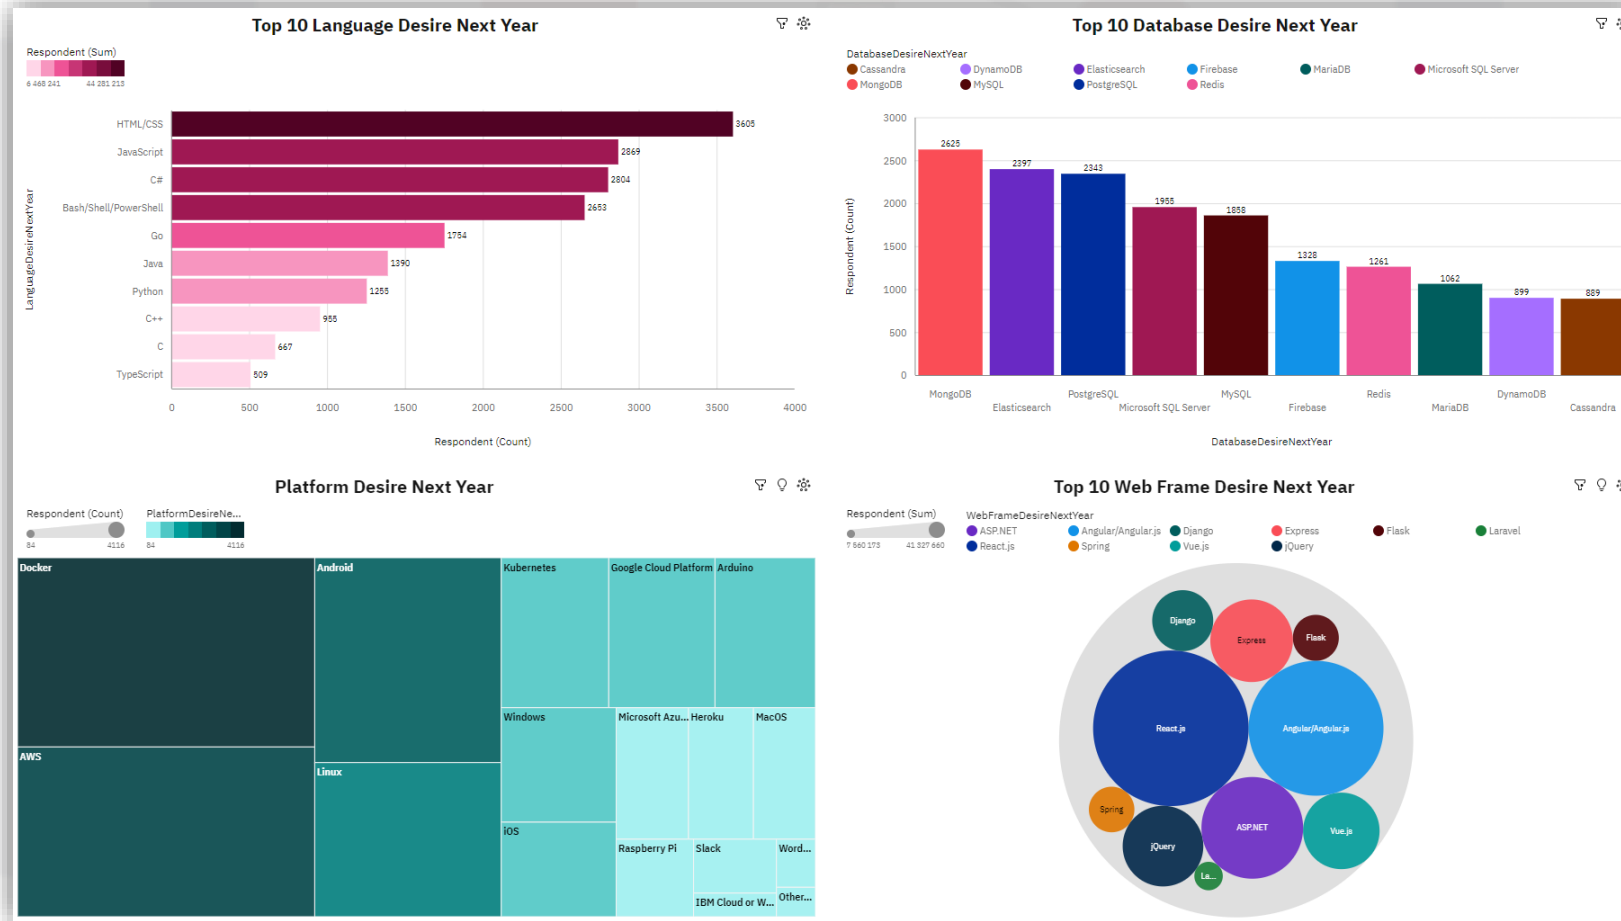 Top 10 Language Desire Next Year
Respondent (Sum)
6 468 241 44 281 215
LanguageDesireNextYear
HTML/CSS 3605
JavaScript 2869
C# 2804
Bash/Shell/PowerShell 2653
Go 1754
Java 1390
Python 1255
C++ 955
C 667
TypeScript 509
0 500 1000 1500 2000 2500 3000 3500 4000
Respondent (Count)
Top 10 Database Desire Next Year
DatabaseDesireNextYear
Cassandra DynamoDB Elasticsearch Firebase MariaDB Microsoft SQL Server
MongoDB MySQL PostgreSQL Redis
Respondent (Count)
3000
2500
2000
1500
1000
500
0
2625 2397 2343 1955 1858 1328 1261 1062 899 889
MongoDB Elasticsearch PostgreSQL Microsoft SQL Server MySQL Firebase Redis MariaDB DynamoDB Cassandra
DatabaseDesireNextYear
Platform Desire Next Year
Respondent (Count) PlatformDesireNe...
84 4116 84 4116
Docker Android Kubernetes Google Cloud Platform Arduino
Windows Microsoft Azu... Heroku MacOS
AWS Linux
iOS
Raspberry Pi Slack Word...
IBM Cloud or W... Other...
Top 10 Web Frame Desire Next Year
Respondent (Sum) WebFrameDesireNextYear
7 560 173 41 327 660
ASP.NET Angular/Angular.js Django Express Flask Laravel
React.js Spring Vue.js jQuery
Django
Express
Flask
React.js
Angular/Angular.js
Spring
ASP.NET
Vue.js
jQuery
La...